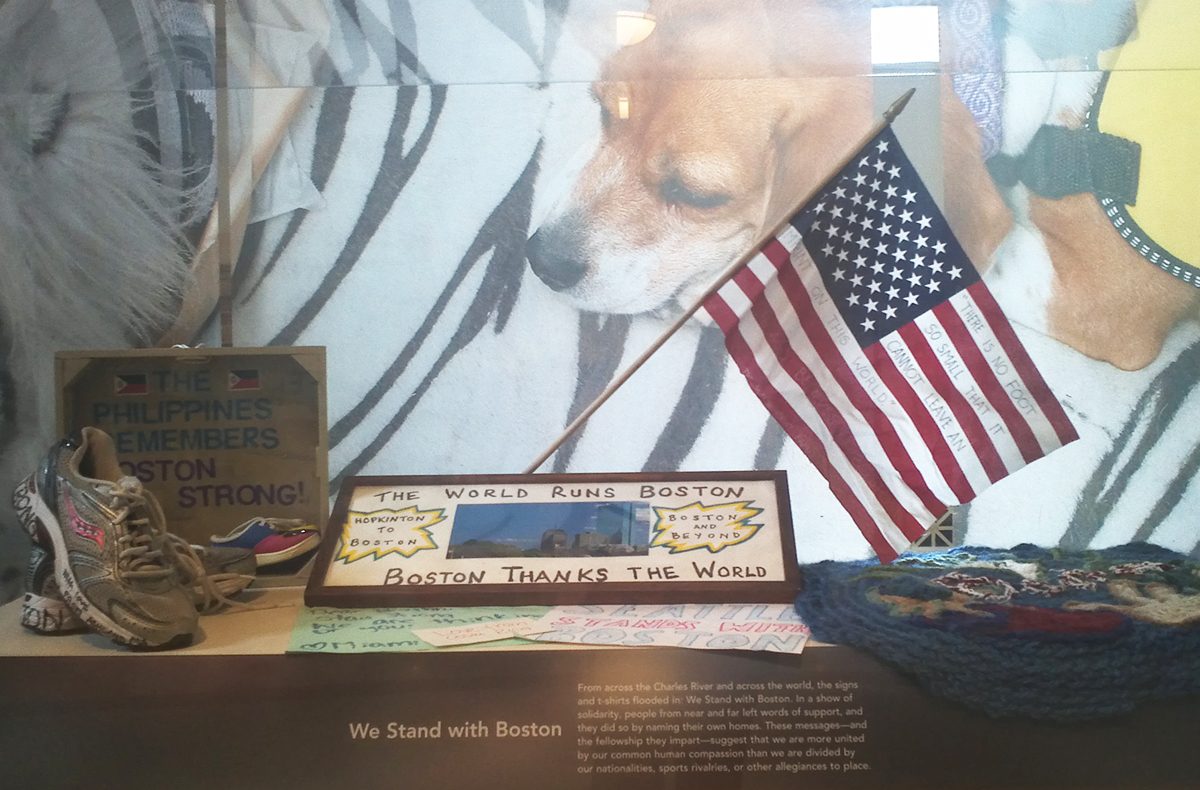 THE
PHILIPPINES
REMEMBERS
BOSTON
STRONG!
THE WORLD RUNS BOSTON
HOPKINTON
TO
BOSTON
BOSTON
AND
BEYOND
BOSTON THANKS THE WORLD
"THERE IS NO FOOT
SO SMALL THAT IT
CANNOT LEAVE AN
ON THIS WORLD."
We are
Miami
SEATTLE
STANDS WITH
BOSTON
We Stand with Boston
From across the Charles River and across the world, the signs
and t-shirts flooded in: We Stand with Boston. In a show of
solidarity, people from near and far left words of support, and
they did so by naming their own homes. These messages—and
the fellowship they impart—suggest that we are more united
by our common human compassion than we are divided by
our nationalities, sports rivalries, or other allegiances to place.